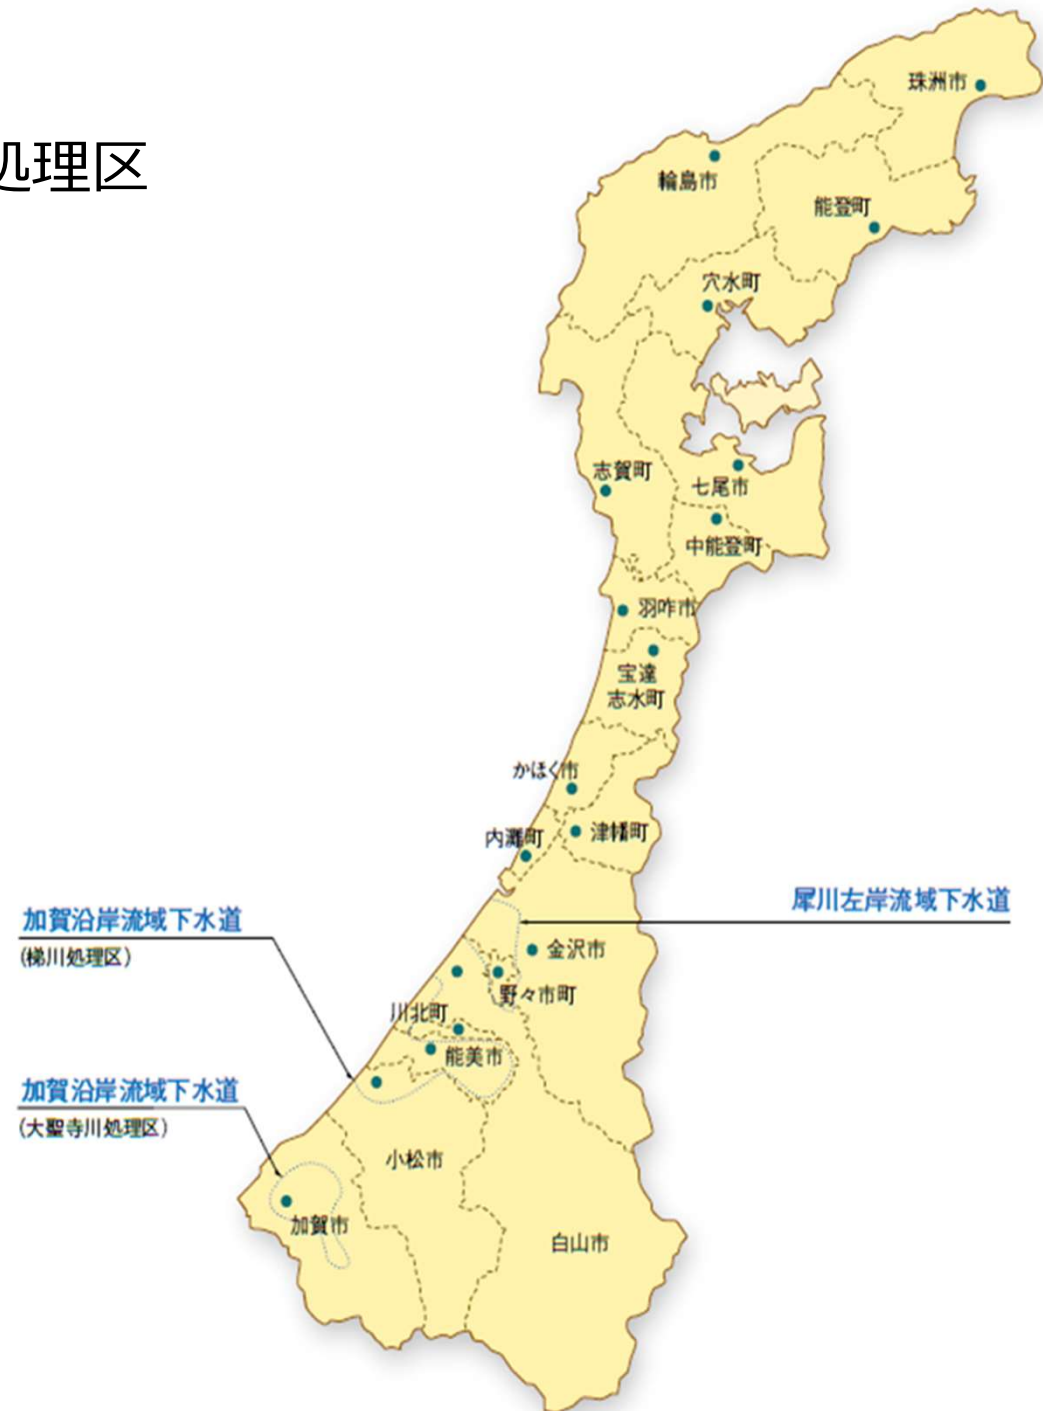 処理区
珠洲市
輪島市
能登町
穴水町
志賀町
七尾市
中能登町
羽咋市
宝達
志水町
かほく市
内灘町
津幡町
犀川左岸流域下水道
加賀沿岸流域下水道
(梯川処理区)
金沢市
野々市町
川北町
能美市
加賀沿岸流域下水道
(大聖寺川処理区)
小松市
加賀市
白山市